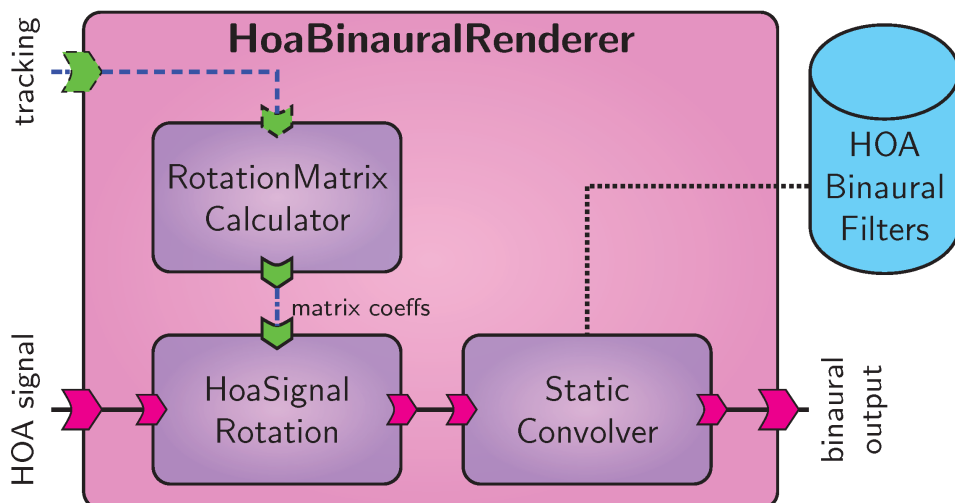 HoaBinauralRenderer
tracking
RotationMatrix
Calculator
HOA
Binaural
Filters
matrix coeffs
HOA signal
HoaSignal
Rotation
Static
Convolver
binaural
output